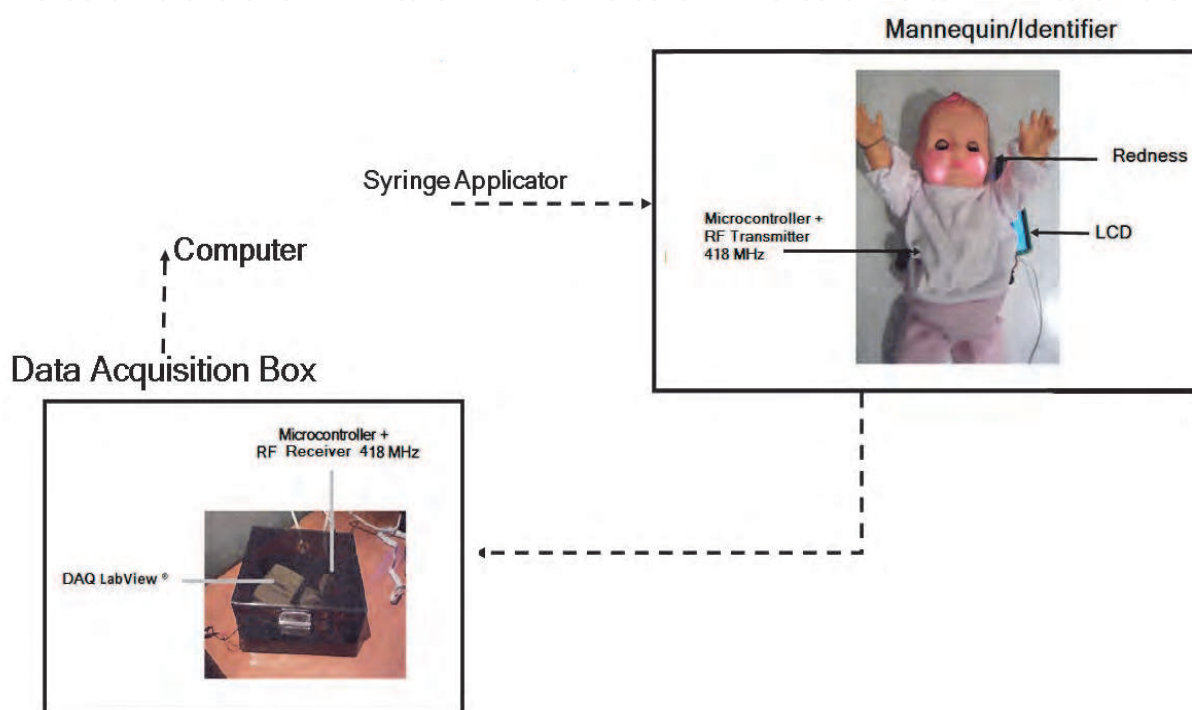 Mannequin/Identifier
Redness
Syringe Applicator
Microcontroller +
RF Transmitter
418 MHz
LCD
Computer
Data Acquisition Box
Microcontroller +
RF Receiver 418 MHz
DAQ LabView ®